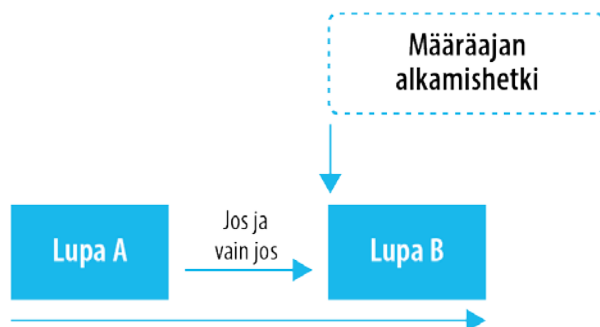 Määräajan
alkamishetki
Lupa A
Jos ja
vain jos
Lupa B